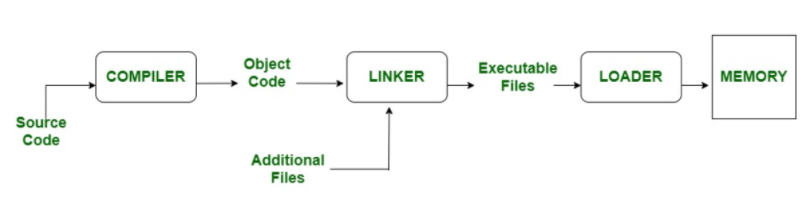 COMPILER
Object
Code
LINKER
Executable
Files
LOADER
MEMORY
Source
Code
Additional
Files